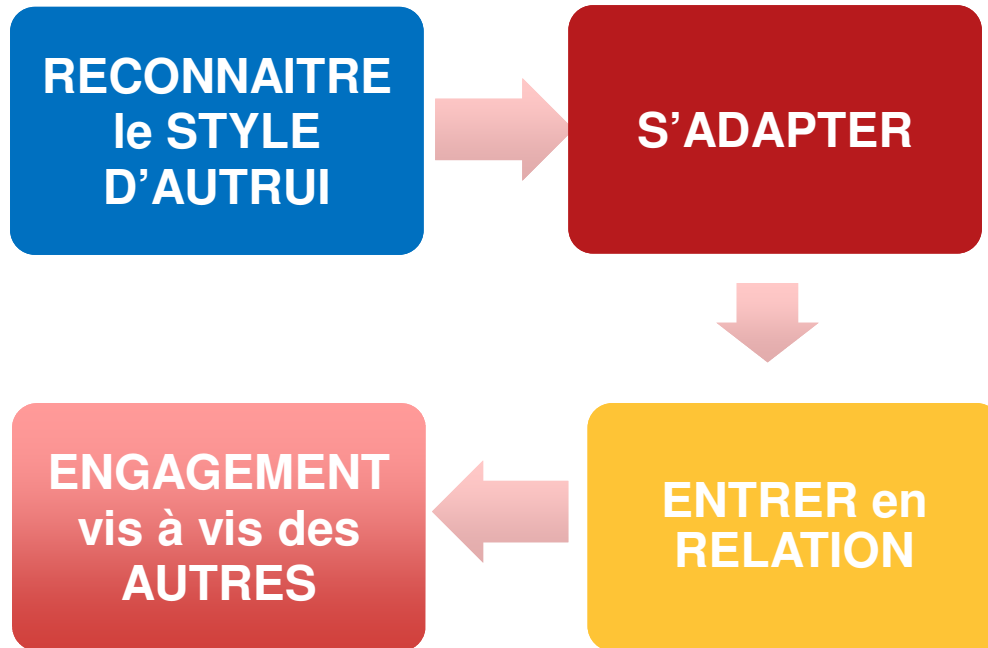 RECONNAITRE
le STYLE
D’AUTRUI
S’ADAPTER
ENTRER en
RELATION
ENGAGEMENT
vis à vis des
AUTRES